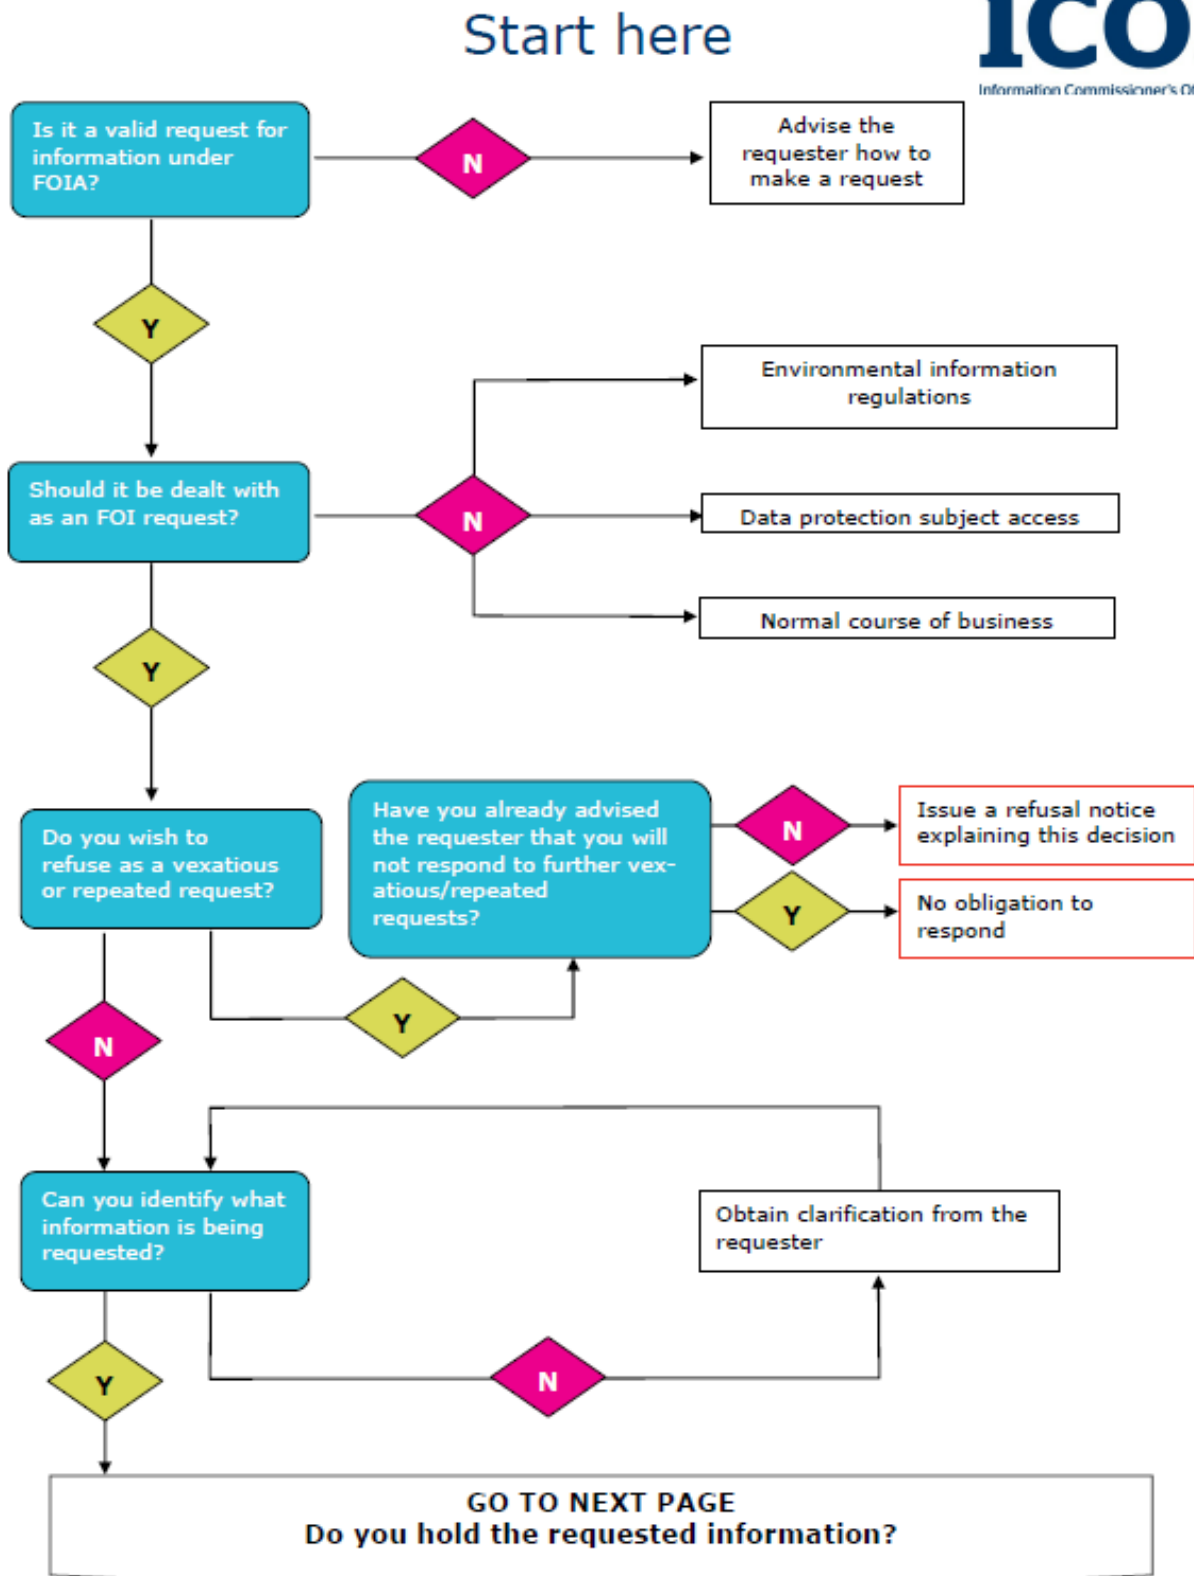 Start here
ico.
Information Commissioner's Of
Is it a valid request for
information under
FOIA?
N
Advise the
requester how to
make a request
Y
Environmental information
regulations
Should it be dealt with
as an FOI request?
N
Data protection subject access
Normal course of business
Y
Do you wish to
refuse as a vexatious
or repeated request?
Have you already advised
the requester that you will
not respond to further vex-
atious/repeated
requests?
N
Issue a refusal notice
explaining this decision
Y
No obligation to
respond
Y
N
Can you identify what
information is being
requested?
Obtain clarification from the
requester
Y
N
GO TO NEXT PAGE
Do you hold the requested information?